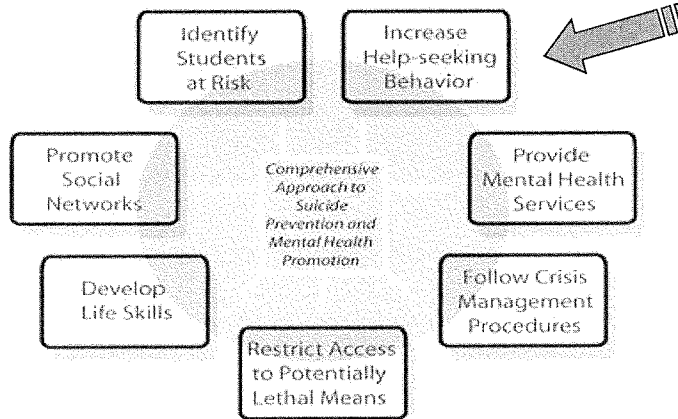 Identify
Students
at Risk
Increase
Help-seeking
Behavior
Provide
Mental Health
Services
Follow Crisis
Management
Procedures
Restrict Access
to Potentially
Lethal Means
Develop
Life Skills
Promote
Social
Networks
Comprehensive
Approach to
Suicide
Prevention and
Mental Health
Promotion